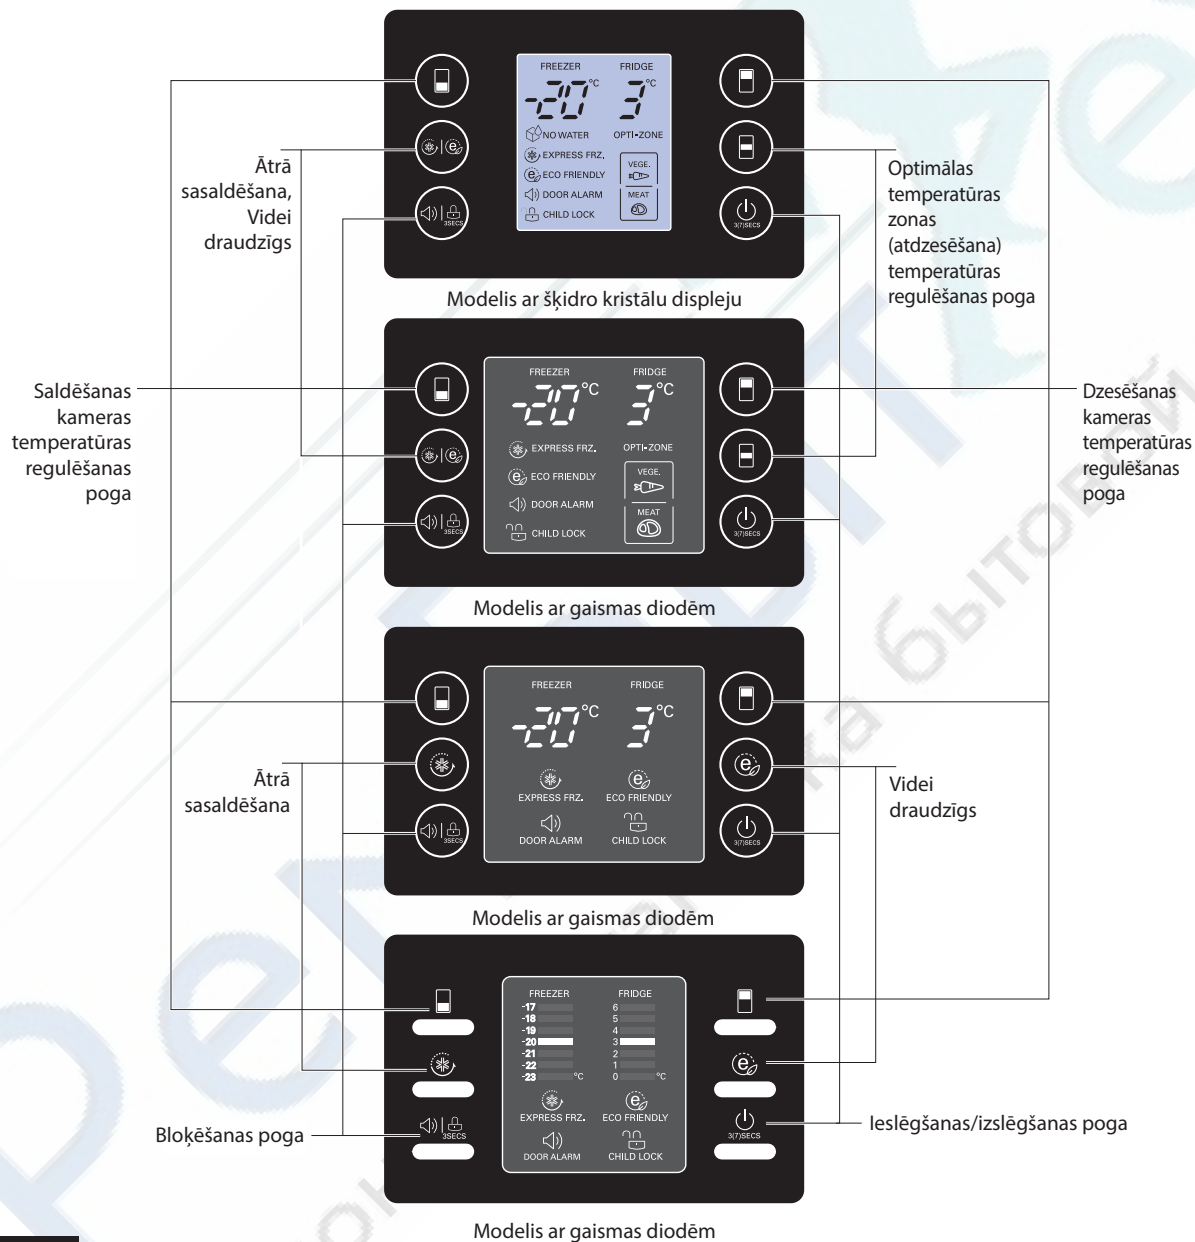 FREEZER FRIDGE
-20 °C 3 °C
NO WATER OPTI-ZONE
EXPRESS FRZ.
VEGE.
ECO FRIENDLY
DOOR ALARM
MEAT
CHILD LOCK
3SECS
3(7)SECS
Ātrā
sasaldēšana,
Videi
draudzīgs
Optimālas
temperatūras
zonas
(atdzesēšana)
temperatūras
regulēšanas poga
Modelis ar šķidro kristālu displeju
FREEZER FRIDGE
-20 °C 3 °C
EXPRESS FRZ. OPTI-ZONE
ECO FRIENDLY
VEGE.
DOOR ALARM
MEAT
CHILD LOCK
3SECS
3(7)SECS
Saldēšanas
kameras
temperatūras
regulēšanas
poga
Dzesēšanas
kameras
temperatūras
regulēšanas
poga
Modelis ar gaismas diodēm
FREEZER FRIDGE
-20 °C 3 °C
EXPRESS FRZ. ECO FRIENDLY
DOOR ALARM CHILD LOCK
3SECS
3(7)SECS
Ātrā
sasaldēšana
Videi
draudzīgs
Modelis ar gaismas diodēm
FREEZER FRIDGE
-17 6
-18 5
-19 4
-20 3
-21 2
-22 1
-23 °C 0 °C
EXPRESS FRZ. ECO FRIENDLY
DOOR ALARM CHILD LOCK
3SECS
3(7)SECS
Bloķēšanas poga
Ieslēgšanas/izslēgšanas poga
Modelis ar gaismas diodēm
бытовой